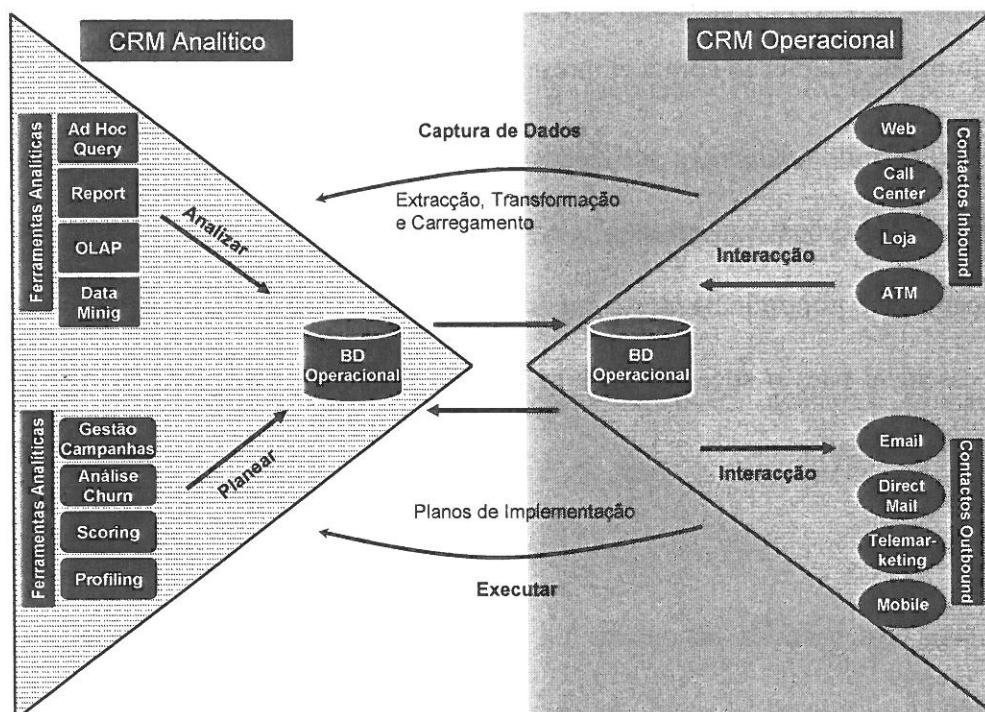 CRM Analitico
CRM Operacional
Ferramentas Analíticas
Ad Hoc
Query
Report
OLAP
Data
Minig
Analizar
Captura de Dados
Extracção, Transformação
e Carregamento
Interacção
Web
Call
Center
Loja
ATM
Contactos Inbound
BD
Operacional
BD
Operacional
Ferramentas Analíticas
Gestão
Campanhas
Análise
Churn
Scoring
Profiling
Planear
Planos de Implementação
Executar
Interacção
Email
Direct
Mail
Telemar-
keting
Mobile
Contactos Outbound